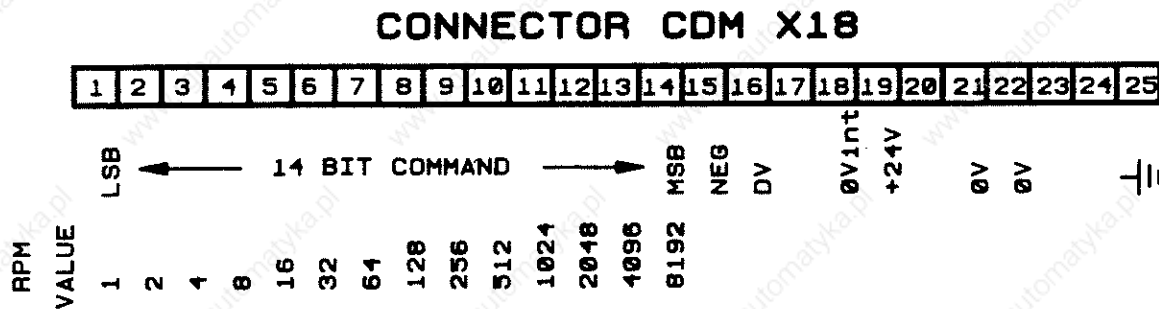 CONNECTOR CDM X18
1 2 3 4 5 6 7 8 9 10 11 12 13 14 15 16 17 18 19 20 21 22 23 24 25
LSB 14 BIT COMMAND MSB NEG DV 0Vint +24V 0V 0V
RPM VALUE 1 2 4 8 16 32 64 128 256 512 1024 2048 4096 8192